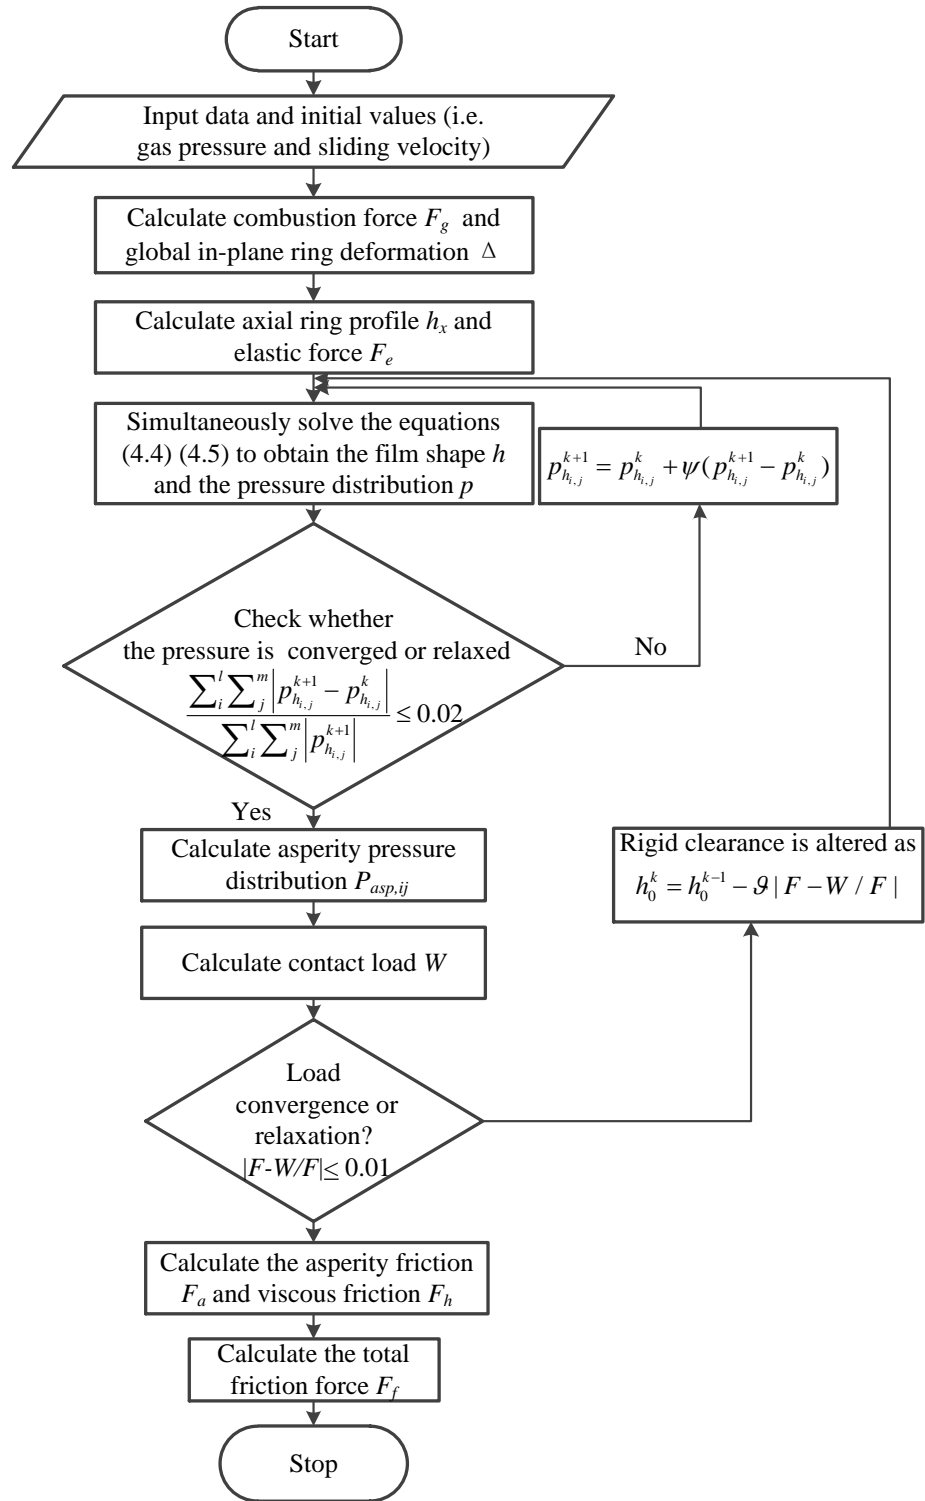 Start
Input data and initial values (i.e.
gas pressure and sliding velocity)
Calculate combustion force F_g and
global in-plane ring deformation Δ
Calculate axial ring profile h_x and
elastic force F_e
Simultaneously solve the equations
(4.4) (4.5) to obtain the film shape h
and the pressure distribution p
p_{h_{i,j}}^{k+1} = p_{h_{i,j}}^{k} + ψ(p_{h_{i,j}}^{k+1} − p_{h_{i,j}}^{k})
Check whether
the pressure is converged or relaxed
∑_i^l ∑_j^m |p_{h_{i,j}}^{k+1} − p_{h_{i,j}}^{k}|
∑_i^l ∑_j^m |p_{h_{i,j}}^{k+1}|
≤ 0.02
No
Yes
Calculate asperity pressure
distribution P_{asp,ij}
Rigid clearance is altered as
h_0^k = h_0^{k−1} − ϑ | F − W / F |
Calculate contact load W
Load
convergence or
relaxation?
|F-W/F|≤ 0.01
Calculate the asperity friction
F_a and viscous friction F_h
Calculate the total
friction force F_f
Stop